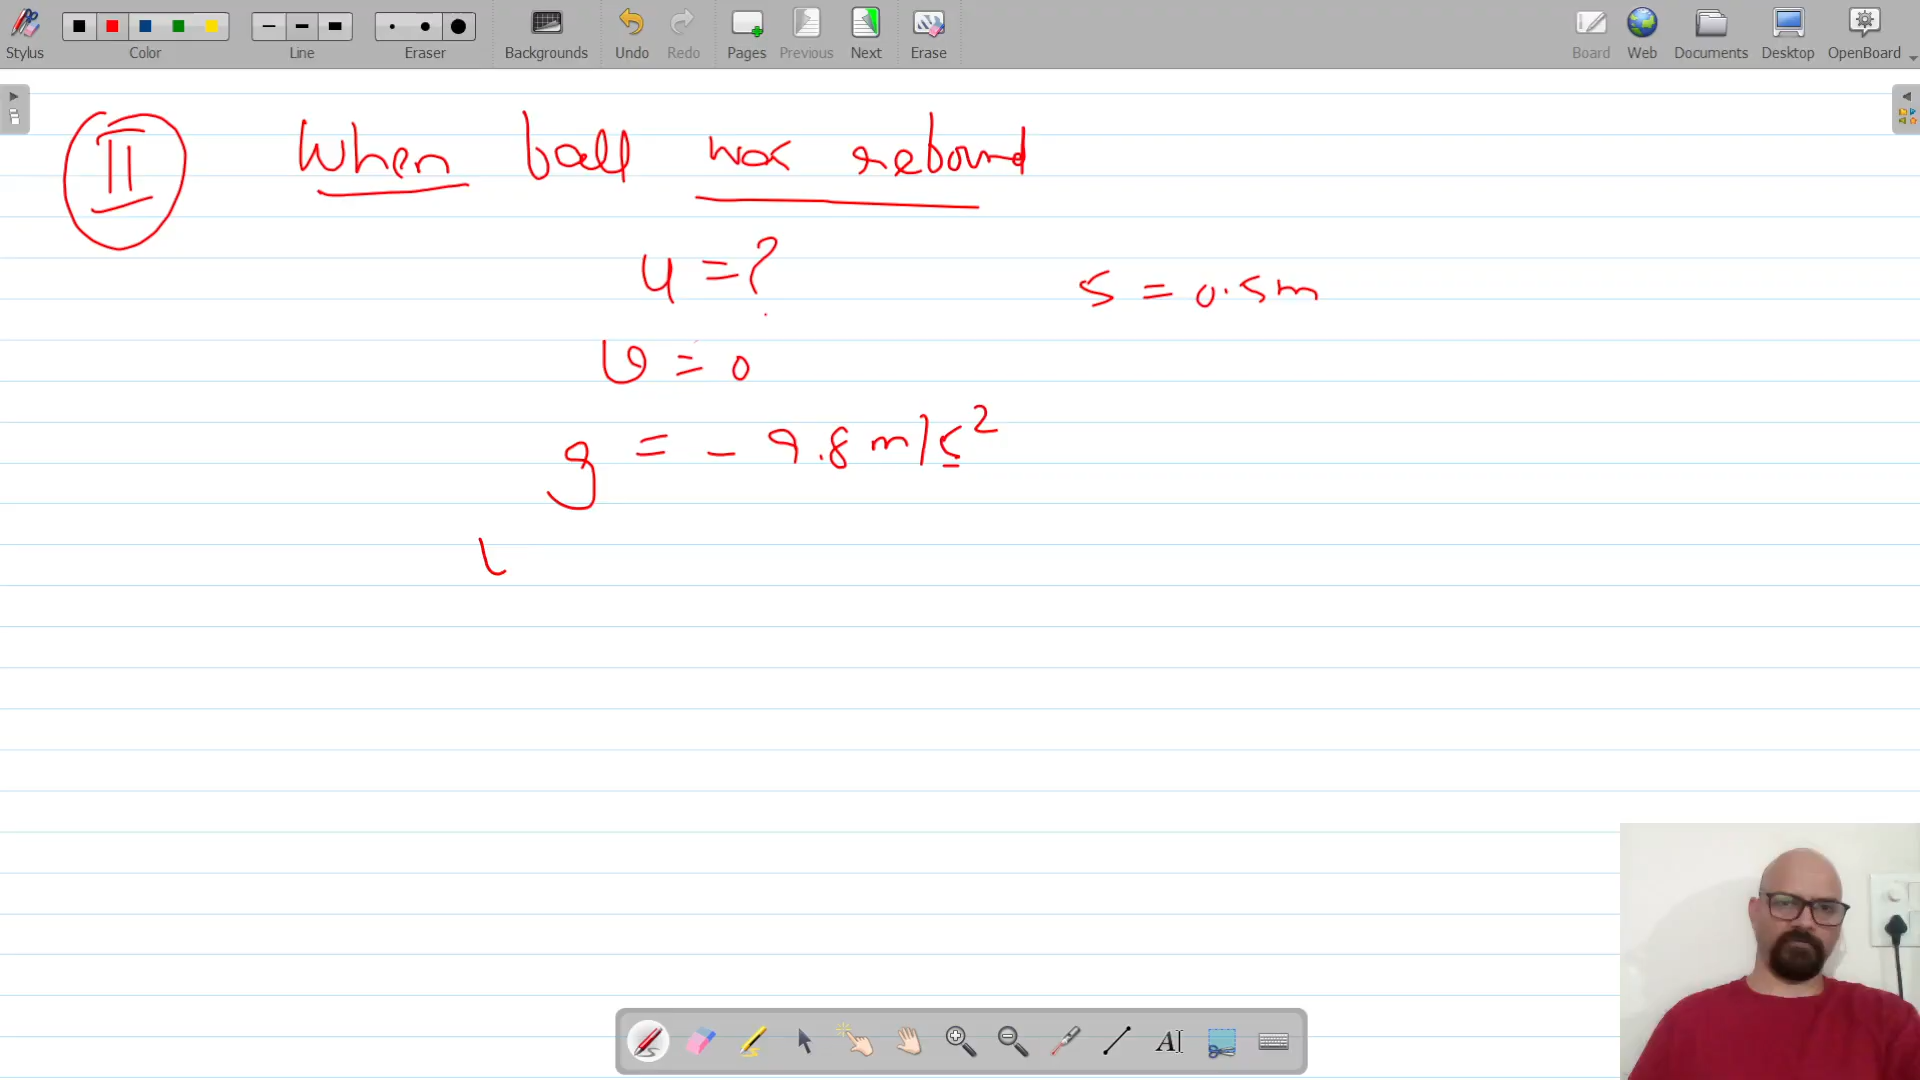 Stylus Color Line Eraser Backgrounds Undo Redo Pages Previous Next Erase Board Web Documents Desktop OpenBoard
II When ball was rebound
u = ?
s = 0.5m
v = 0
g = - 9.8 m/s²